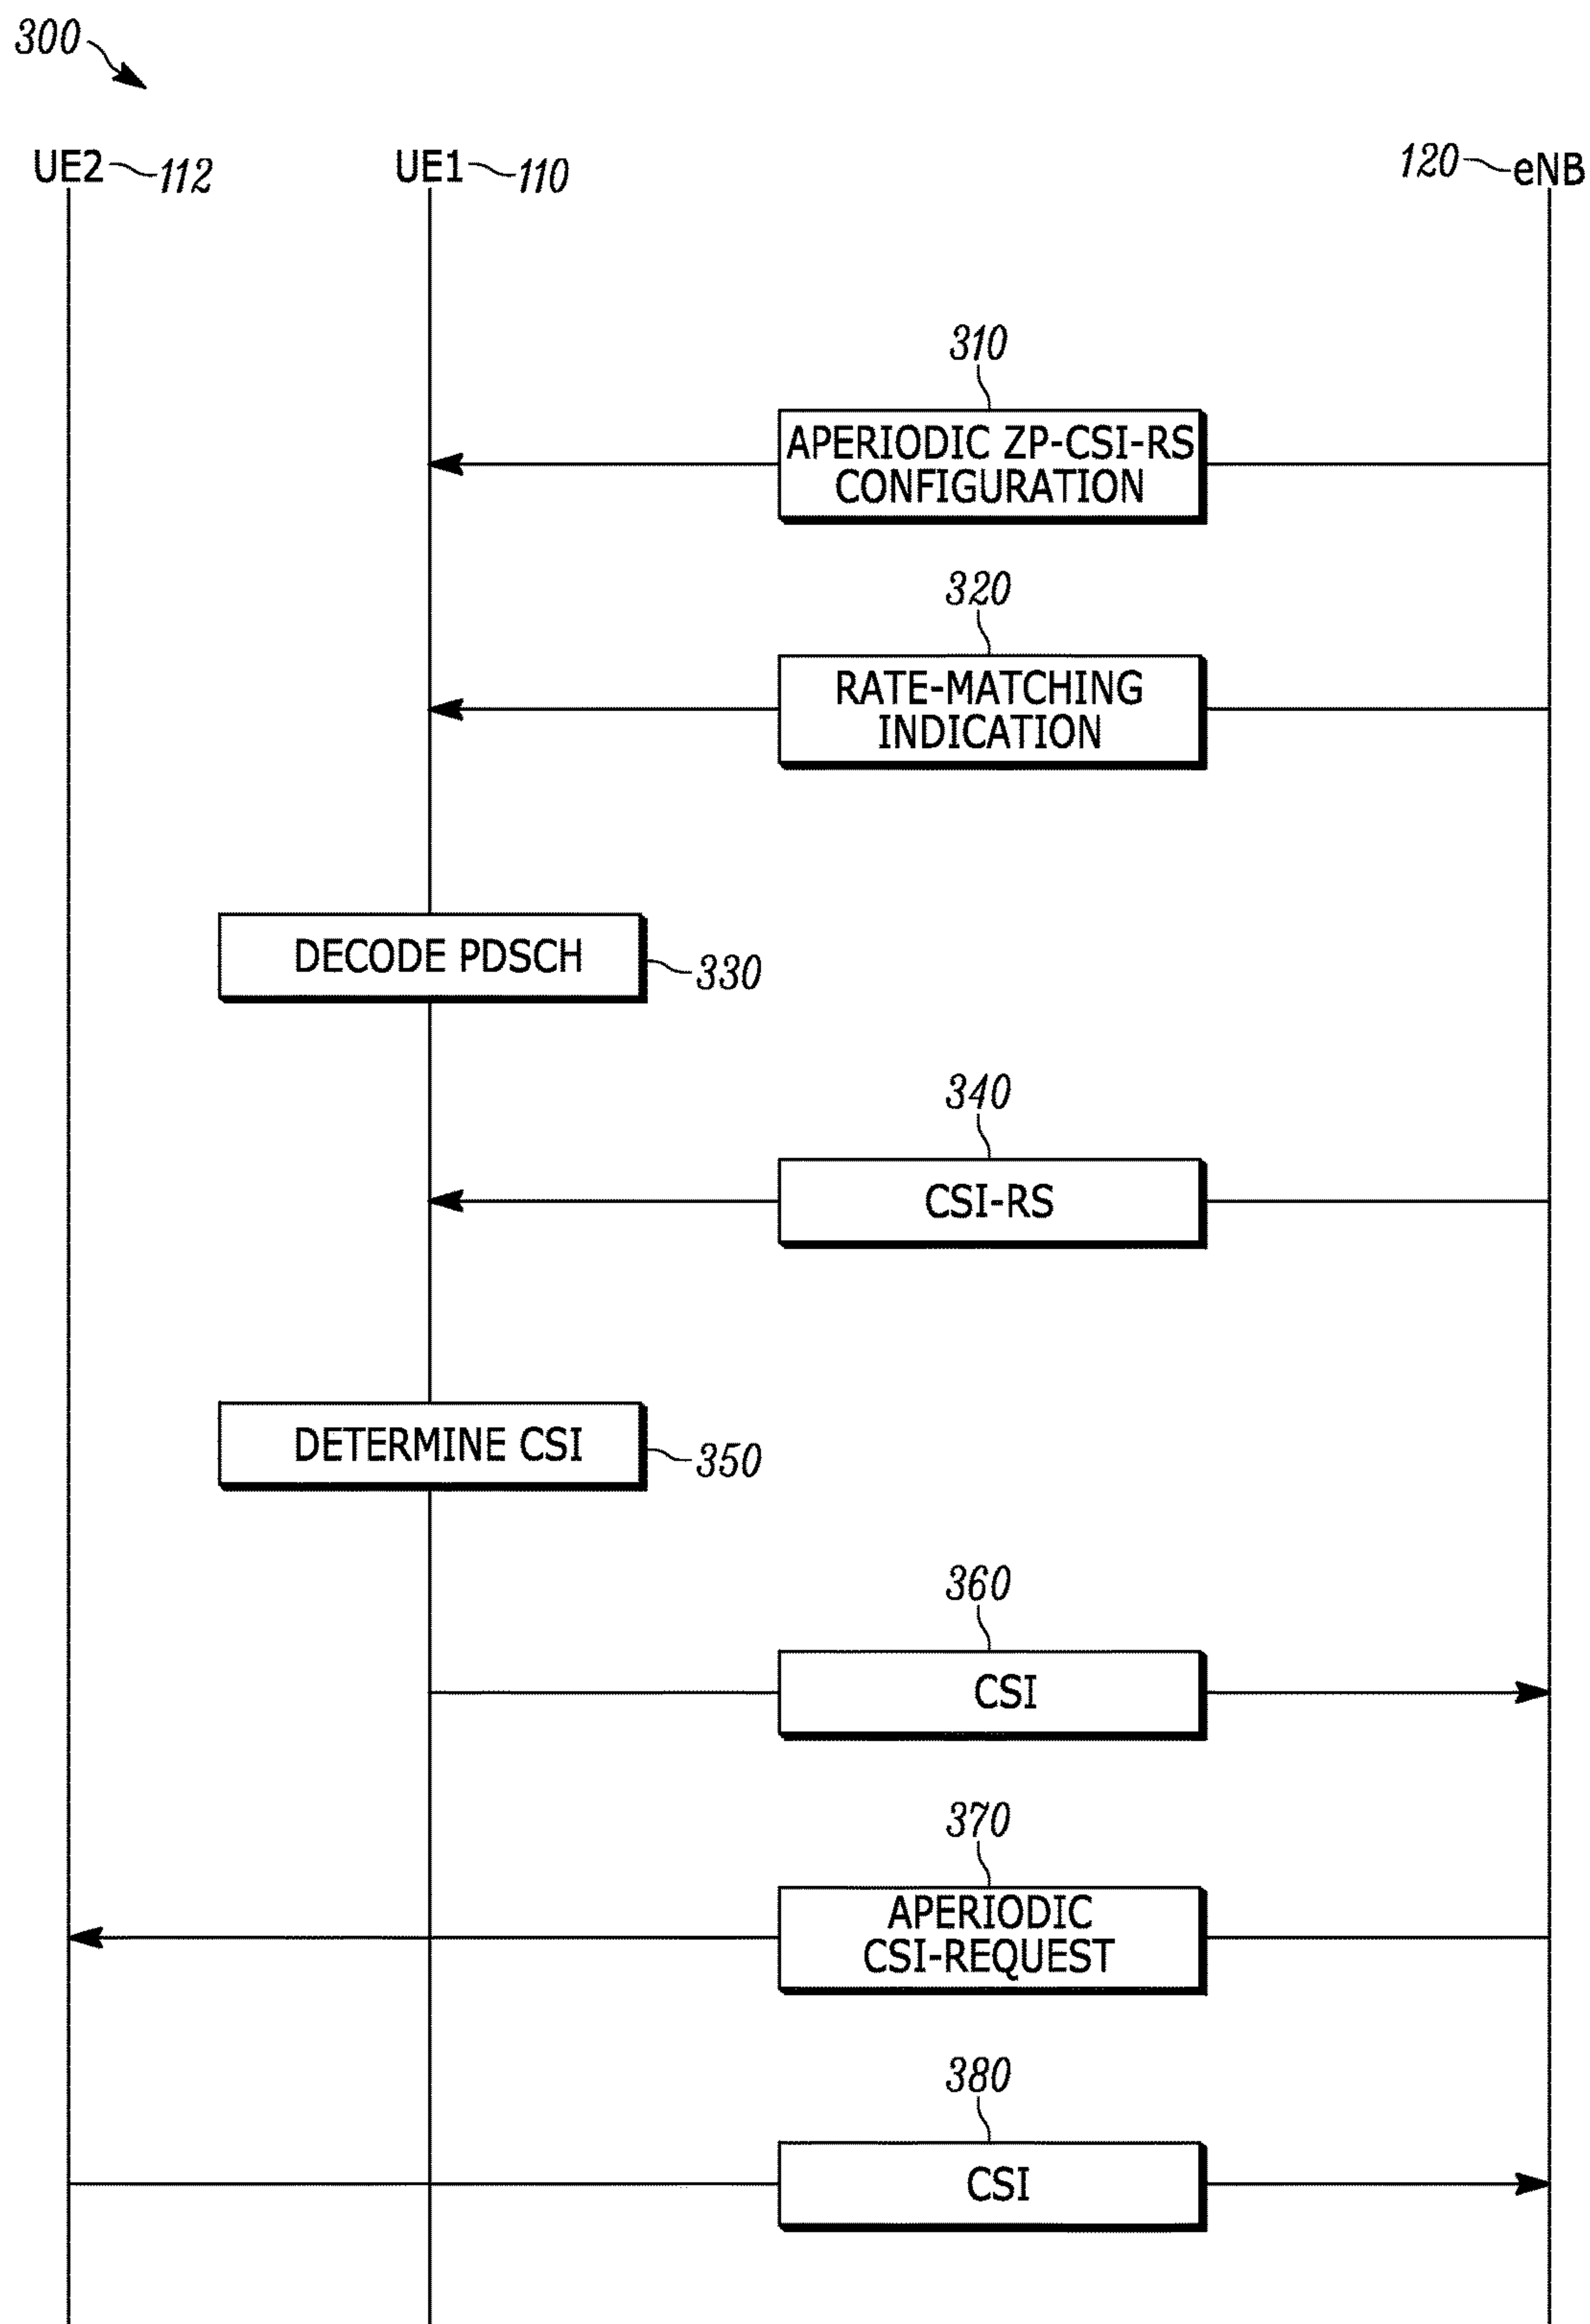 300
UE2 112
UE1 110
120 eNB
310
APERIODIC ZP-CSI-RS
CONFIGURATION
320
RATE-MATCHING
INDICATION
DECODE PDSCH
330
340
CSI-RS
DETERMINE CSI
350
360
CSI
370
APERIODIC
CSI-REQUEST
380
CSI